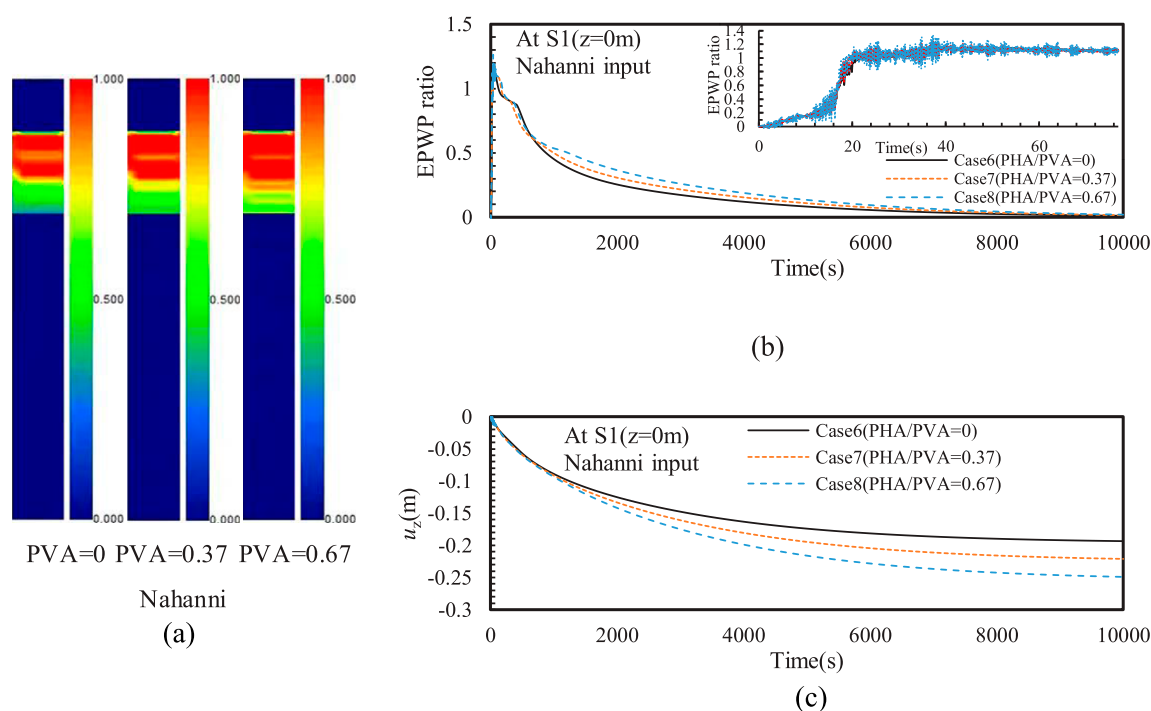 1.000
1.000
1.000
0.500
0.500
0.500
0.000
0.000
0.000
PVA=0 PVA=0.37 PVA=0.67
Nahanni
(a)
EPWP ratio
1.5
1
0.5
0
At S1(z=0m)
Nahanni input
EPWP ratio
1.4
1.2
1
0.8
0.6
0.4
0.2
0
0
20
40
60
Time(s)
Case6(PHA/PVA=0)
Case7(PHA/PVA=0.37)
Case8(PHA/PVA=0.67)
0
2000
4000
6000
8000
10000
Time(s)
(b)
uz(m)
0
-0.05
-0.1
-0.15
-0.2
-0.25
-0.3
At S1(z=0m)
Nahanni input
Case6(PHA/PVA=0)
Case7(PHA/PVA=0.37)
Case8(PHA/PVA=0.67)
0
2000
4000
6000
8000
10000
Time(s)
(c)